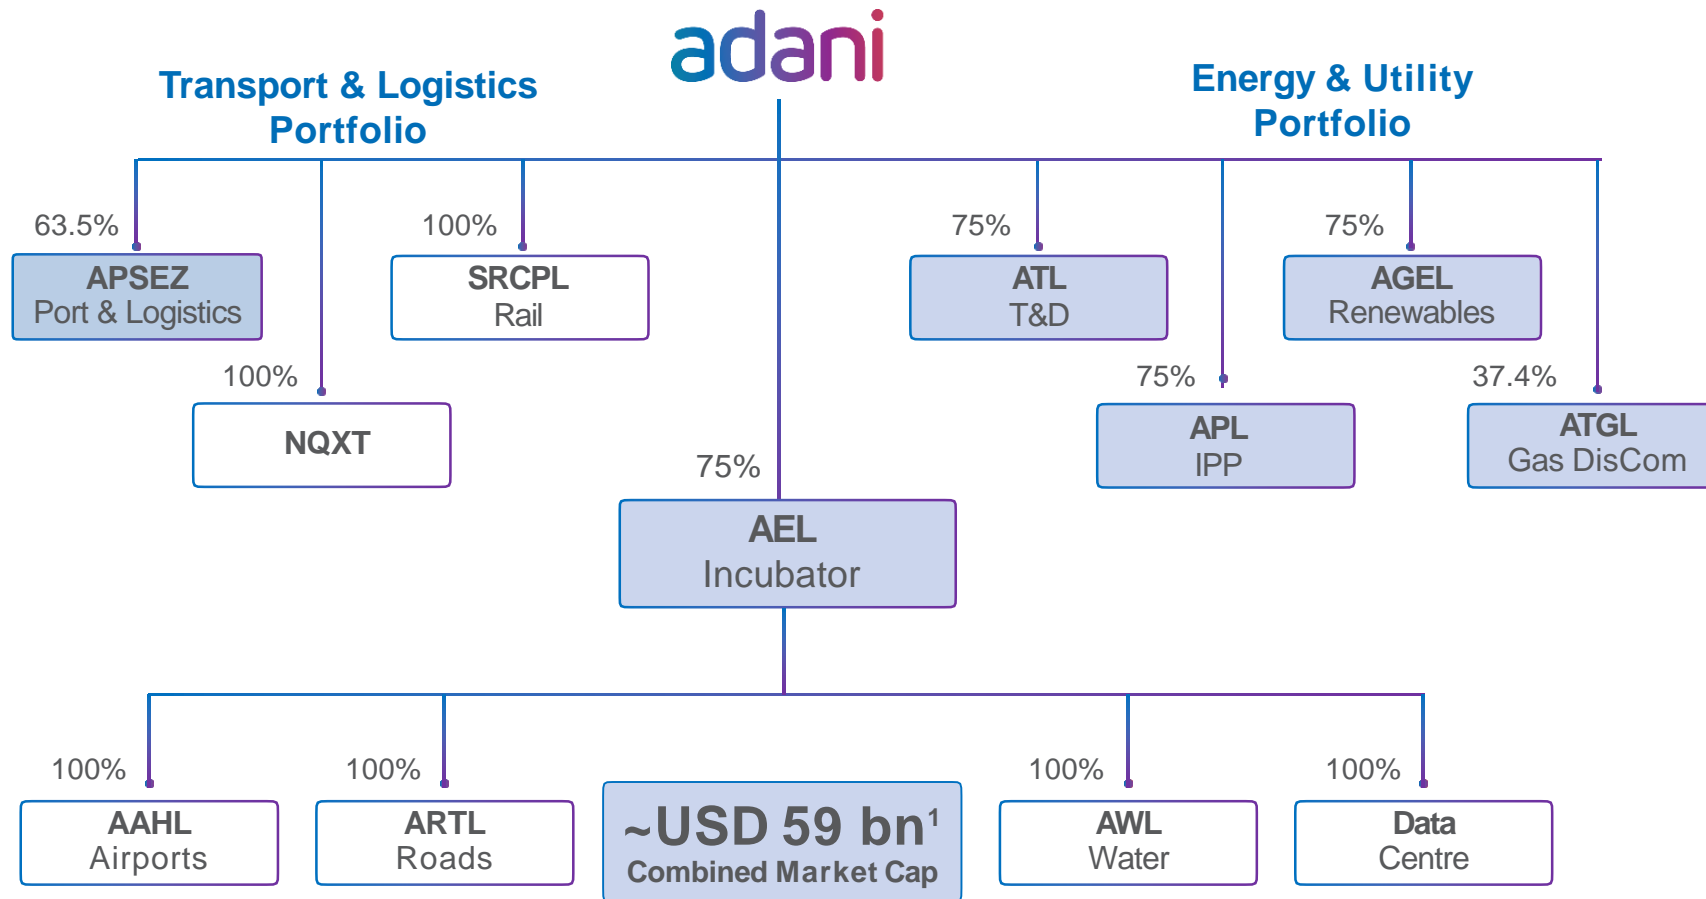 adani
Transport & Logistics
Portfolio
Energy & Utility
Portfolio
63.5%
APSEZ
Port & Logistics
100%
SRCPL
Rail
100%
NQXT
75%
ATL
T&D
75%
AGEL
Renewables
75%
APL
IPP
37.4%
ATGL
Gas DisCom
75%
AEL
Incubator
100%
AAHL
Airports
100%
ARTL
Roads
~USD 59 bn¹
Combined Market Cap
100%
AWL
Water
100%
Data
Centre